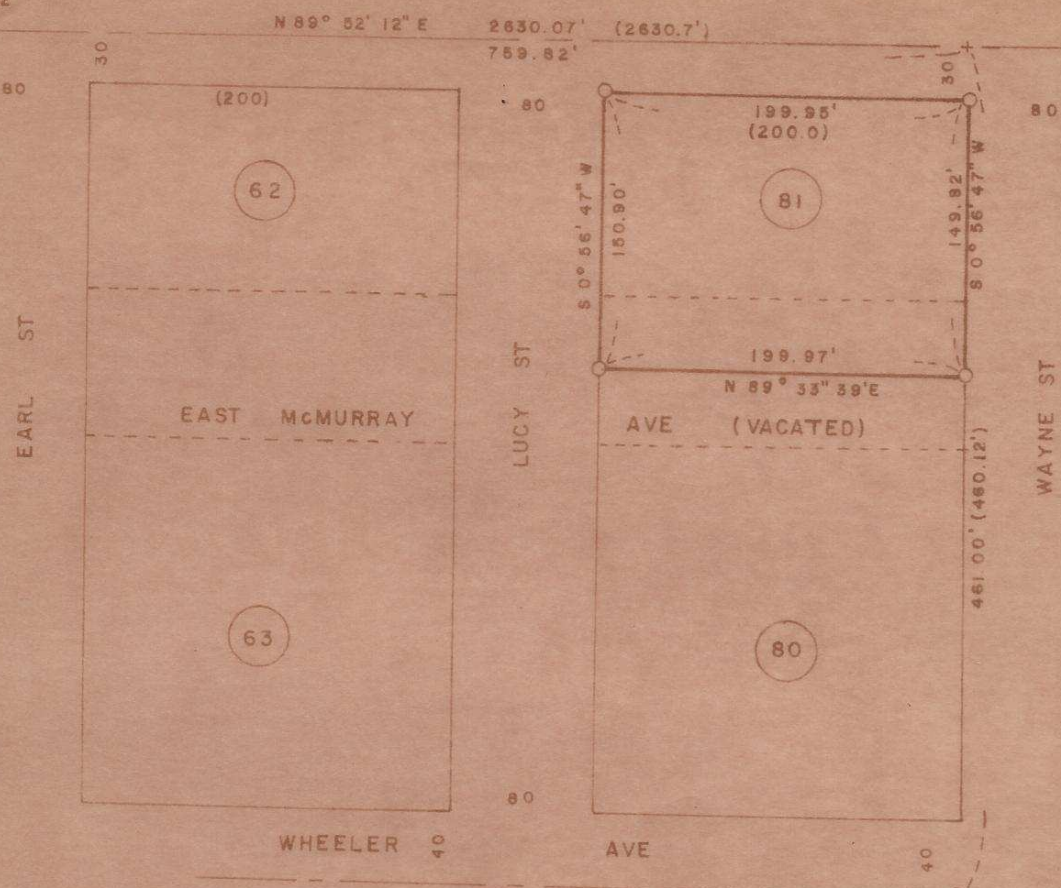 N 89° 52' 12" E 2630.07' (2630.7')
759.82'
30
30
80
(200)
80
80
199.95'
(200.0)
62
81
S 0° 56' 47" W
150.90'
149.82'
S 0° 56' 47" W
EARL ST
LUCY ST
WAYNE ST
199.97'
N 89° 33" 39'E
EAST McMURRAY AVE (VACATED)
461.00' (460.12')
63
80
80
WHEELER AVE
40
40